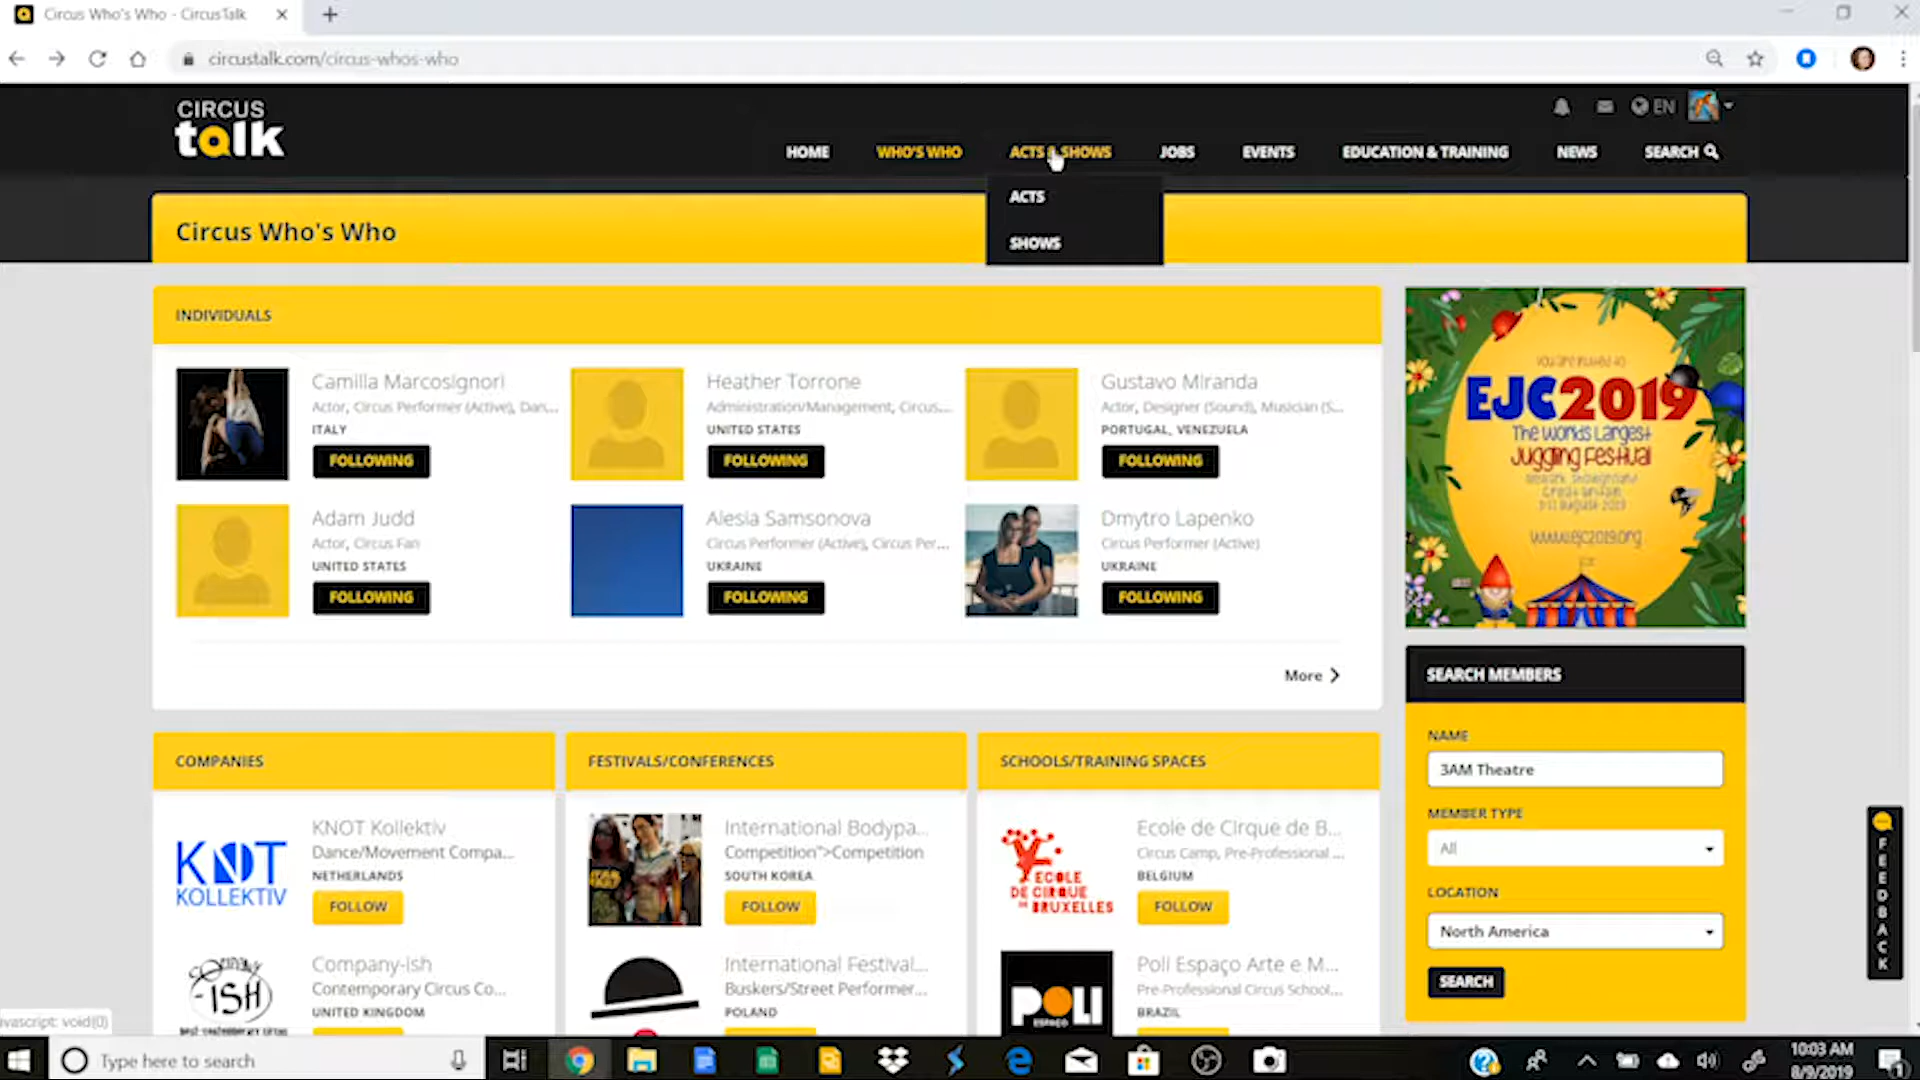 Circus Who's Who - CircusTalk
circustalk.com/circus-whos-who
CIRCUS
talk
EN
HOME
WHO'S WHO
ACTS & SHOWS
JOBS
EVENTS
EDUCATION & TRAINING
NEWS
SEARCH
ACTS
SHOWS
Circus Who's Who
INDIVIDUALS
Camilla Marcosignori
Actor, Circus Performer (Active), Dan...
ITALY
FOLLOWING
Heather Torrone
Administration/Management, Circus...
UNITED STATES
FOLLOWING
Gustavo Miranda
Actor, Designer (Sound), Musician (S...
PORTUGAL, VENEZUELA
FOLLOWING
Adam Judd
Actor, Circus Fan
UNITED STATES
FOLLOWING
Alesia Samsonova
Circus Performer (Active), Circus Per...
UKRAINE
FOLLOWING
Dmytro Lapenko
Circus Performer (Active)
UKRAINE
FOLLOWING
More
You are invited to
EJC2019
The Worlds Largest
Juggling Festival
www.ejc2019.org
SEARCH MEMBERS
NAME
3AM Theatre
MEMBER TYPE
All
LOCATION
North America
SEARCH
COMPANIES
KNOT
KOLLEKTIV
KNOT Kollektiv
Dance/Movement Compa...
NETHERLANDS
FOLLOW
-ISH
Company-ish
Contemporary Circus Co...
UNITED KINGDOM
FESTIVALS/CONFERENCES
International Bodypa...
Competition">Competition
SOUTH KOREA
FOLLOW
International Festival...
Buskers/Street Performer...
POLAND
SCHOOLS/TRAINING SPACES
ECOLE
DE CIRQUE
DE BRUXELLES
Ecole de Cirque de B...
Circus Camp, Pre-Professional ...
BELGIUM
FOLLOW
POLI
ESPAÇO
Poli Espaço Arte e M...
Pre-Professional Circus School,...
BRAZIL
FEEDBACK
avascript: void(0)
Type here to search
10:03 AM
8/9/2019